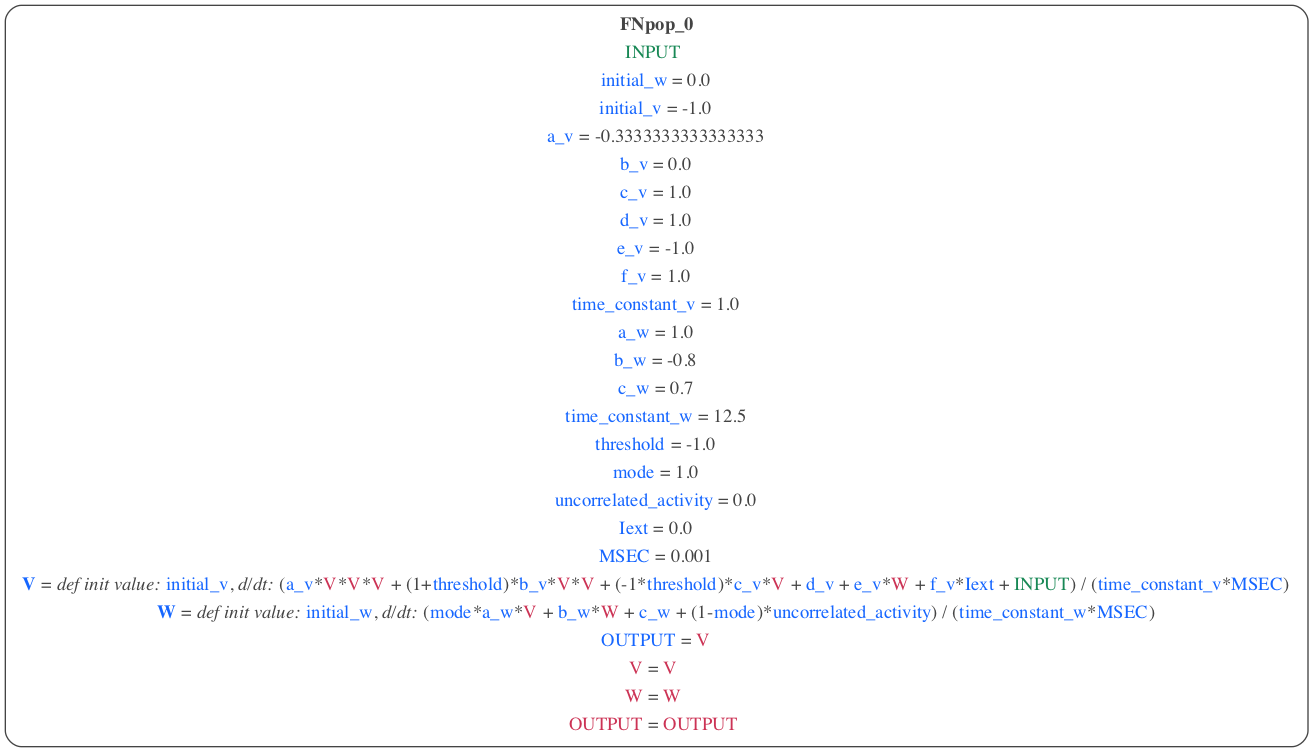 FNpop_0
INPUT
initial_w = 0.0
initial_v = -1.0
a_v = -0.3333333333333333
b_v = 0.0
c_v = 1.0
d_v = 1.0
e_v = -1.0
f_v = 1.0
time_constant_v = 1.0
a_w = 1.0
b_w = -0.8
c_w = 0.7
time_constant_w = 12.5
threshold = -1.0
mode = 1.0
uncorrelated_activity = 0.0
Iext = 0.0
MSEC = 0.001
V = def init value: initial_v, d/dt: (a_v*V*V*V + (1+threshold)*b_v*V*V + (-1*threshold)*c_v*V + d_v + e_v*W + f_v*Iext + INPUT) / (time_constant_v*MSEC)
W = def init value: initial_w, d/dt: (mode*a_w*V + b_w*W + c_w + (1-mode)*uncorrelated_activity) / (time_constant_w*MSEC)
OUTPUT = V
V = V
W = W
OUTPUT = OUTPUT